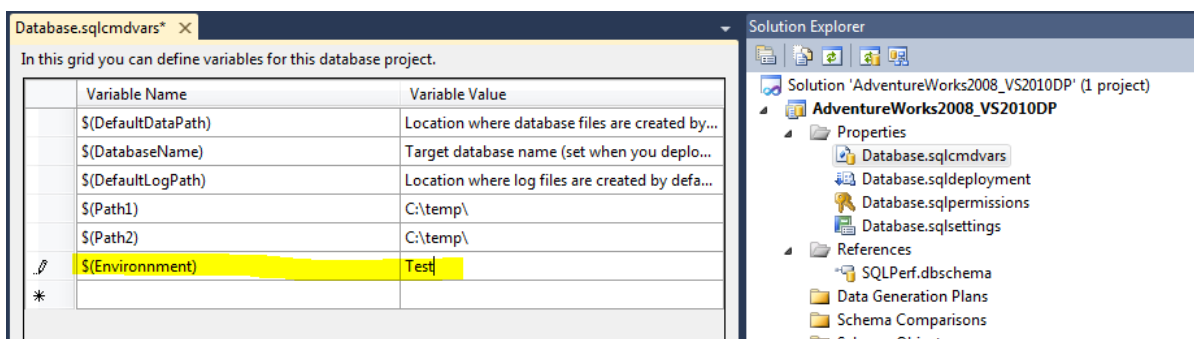 Database.sqlcmdvars*
In this grid you can define variables for this database project.
Variable Name Variable Value
$(DefaultDataPath) Location where database files are created by...
$(DatabaseName) Target database name (set when you deplo...
$(DefaultLogPath) Location where log files are created by defa...
$(Path1) C:\temp\
$(Path2) C:\temp\
$(Environnment) Test
Solution Explorer
Solution 'AdventureWorks2008_VS2010DP' (1 project)
AdventureWorks2008_VS2010DP
Properties
Database.sqlcmdvars
Database.sqldeployment
Database.sqlpermissions
Database.sqlsettings
References
SQLPerf.dbschema
Data Generation Plans
Schema Comparisons